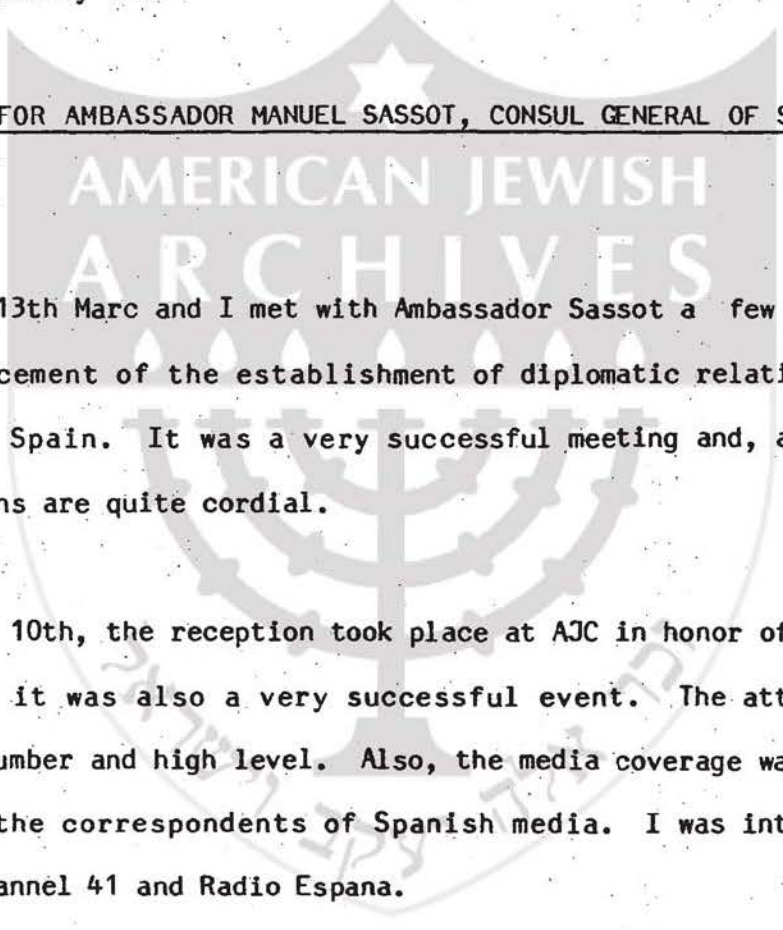 FOR AMBASSADOR MANUEL SASSOT, CONSUL GENERAL OF S
AMERICAN JEWISH
ARCHIVES
13th Marc and I met with Ambassador Sassot a few
cement of the establishment of diplomatic relati
Spain. It was a very successful meeting and, a
ns are quite cordial.
10th, the reception took place at AJC in honor of
it was also a very successful event. The att
umber and high level. Also, the media coverage wa
the correspondents of Spanish media. I was int
annel 41 and Radio Espana.